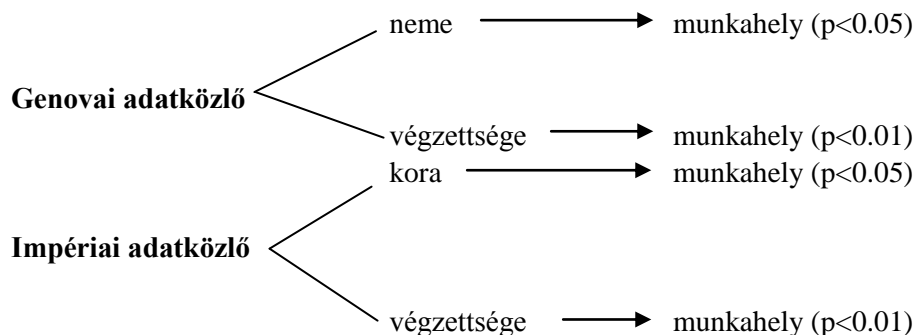 neme munkahely (p<0.05)
Genovai adatközlő
végzettsége munkahely (p<0.01)
kora munkahely (p<0.05)
Impériai adatközlő
végzettsége munkahely (p<0.01)